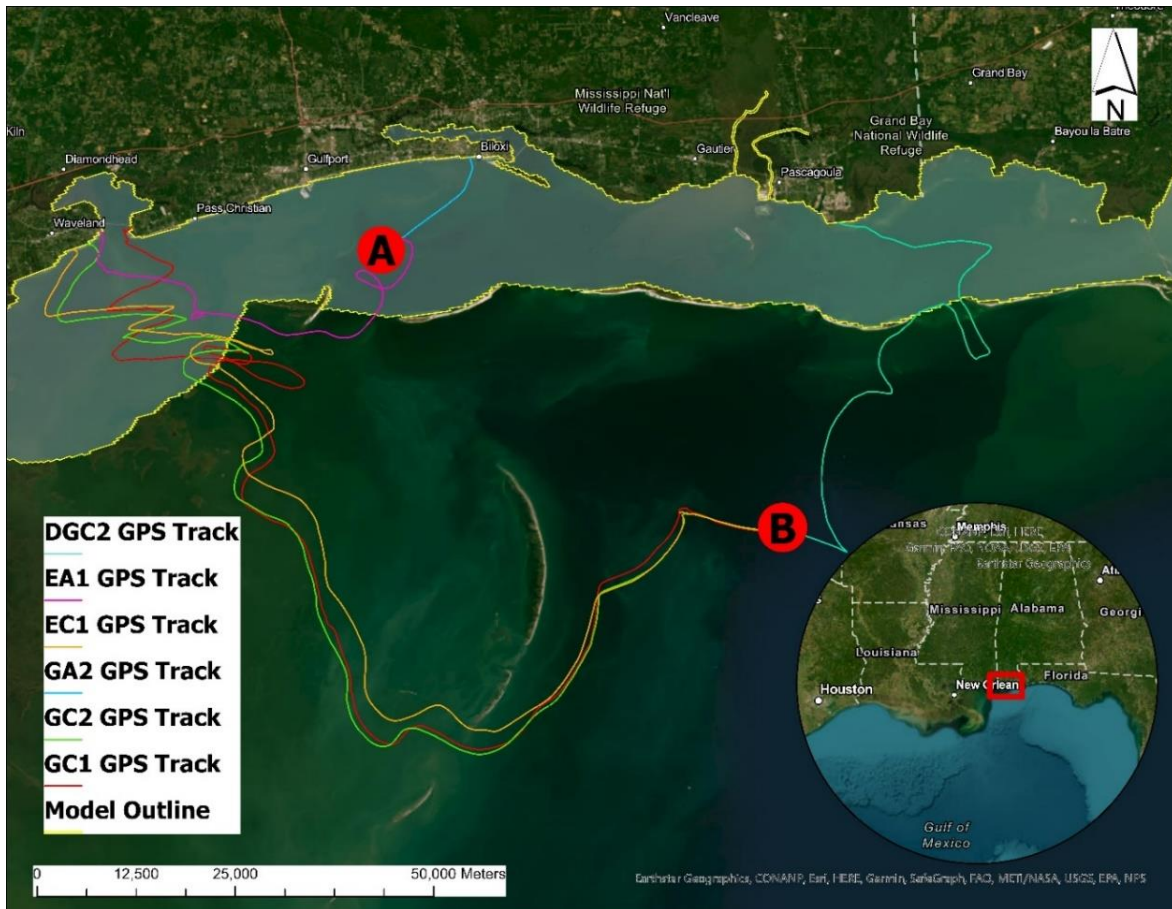 Vancleave
Grand Bay
Mississippi Nat'l
Wildlife Refuge
Grand Bay
National Wildlife
Refuge
Bayou la Batre
N
Kiln
Diamondhead
Gulfport
Biloxi
Gautier
Pascagoula
Waveland
Pass Christian
A
B
DGC2 GPS Track
EA1 GPS Track
EC1 GPS Track
GA2 GPS Track
GC2 GPS Track
GC1 GPS Track
Model Outline
Memphis
Earthstar Geographics
Mississippi
Alabama
Georgi
Louisiana
Houston
New Orlean
Florida
Gulf of
Mexico
0 12,500 25,000 50,000 Meters
Earthstar Geographics, CONANP, Esri, HERE, Garmin, SafeGraph, FAO, METI/NASA, USGS, EPA, NPS